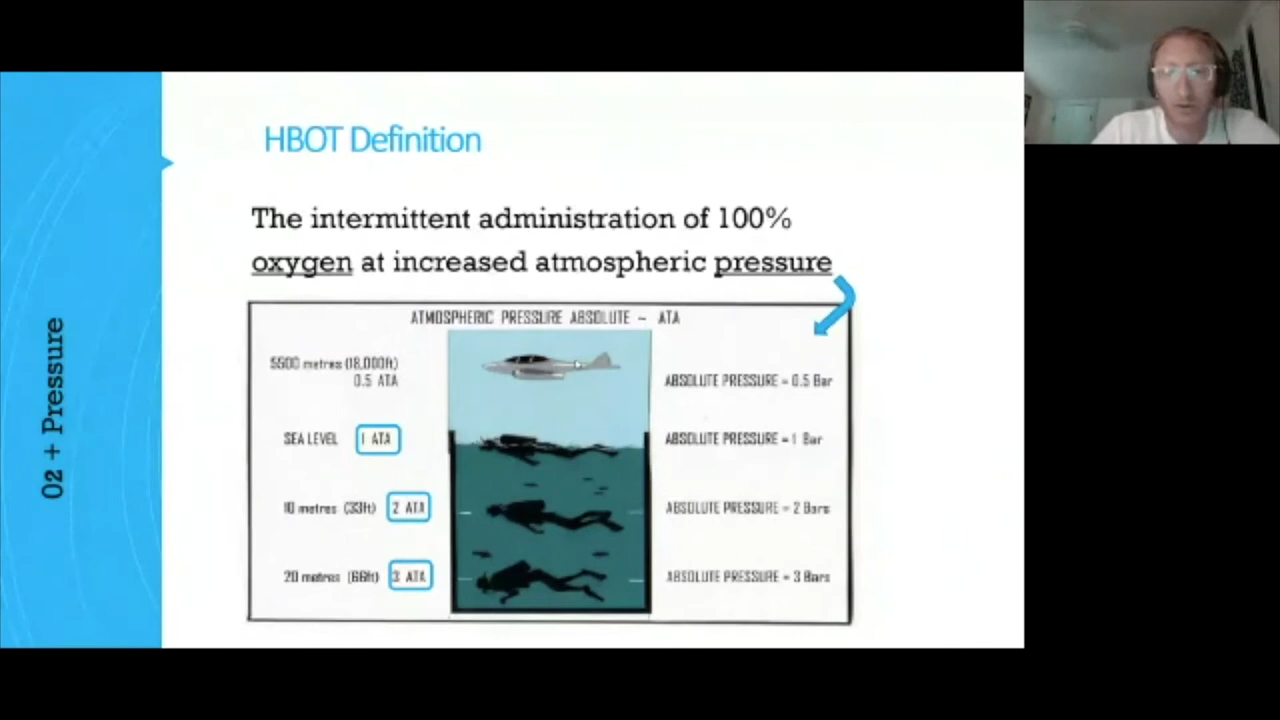 HBOT Definition
The intermittent administration of 100%
oxygen at increased atmospheric pressure
O2 + Pressure
ATMOSPHERIC PRESSURE ABSOLUTE - ATA
5500 metres (18,000ft)
0.5 ATA
ABSOLUTE PRESSURE = 0.5 Bar
SEA LEVEL 1 ATA
ABSOLUTE PRESSURE = 1 Bar
10 metres (33ft) 2 ATA
ABSOLUTE PRESSURE = 2 Bars
20 metres (66ft) 3 ATA
ABSOLUTE PRESSURE = 3 Bars